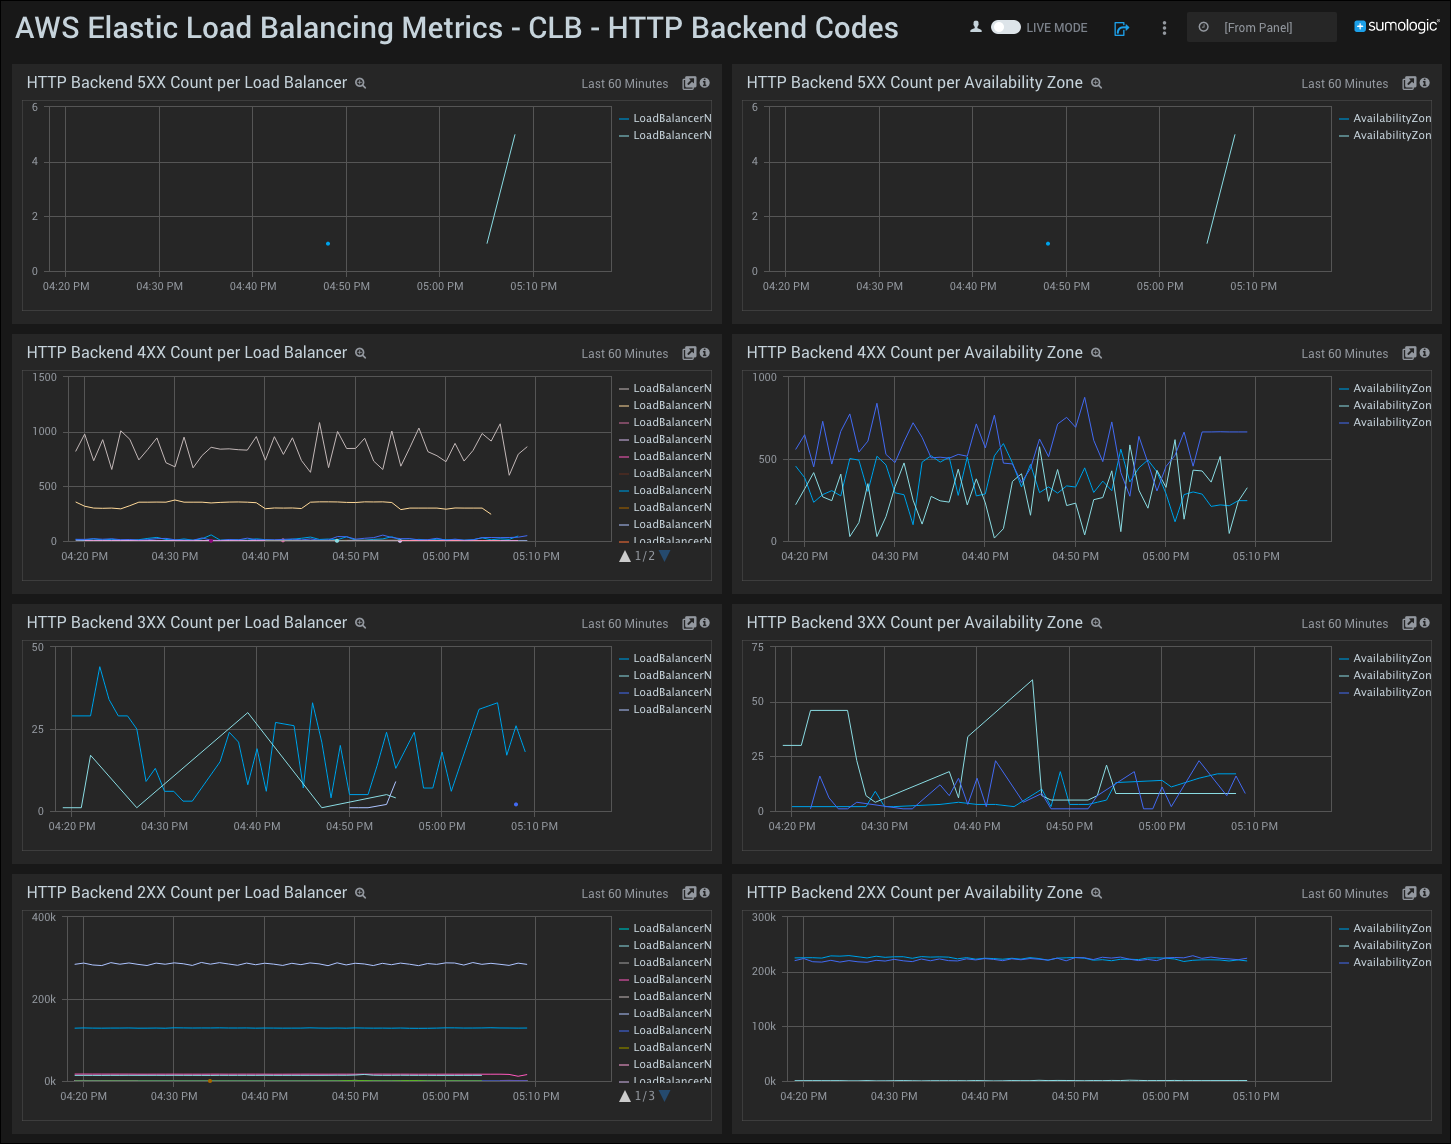 AWS Elastic Load Balancing Metrics - CLB - HTTP Backend Codes
LIVE MODE
[From Panel]
sumologic
HTTP Backend 5XX Count per Load Balancer
Last 60 Minutes
6
4
2
0
04:20 PM 04:30 PM 04:40 PM 04:50 PM 05:00 PM 05:10 PM
LoadBalancerN
LoadBalancerN
HTTP Backend 5XX Count per Availability Zone
Last 60 Minutes
6
4
2
0
04:20 PM 04:30 PM 04:40 PM 04:50 PM 05:00 PM 05:10 PM
AvailabilityZon
AvailabilityZon
HTTP Backend 4XX Count per Load Balancer
Last 60 Minutes
1500
1000
500
0
04:20 PM 04:30 PM 04:40 PM 04:50 PM 05:00 PM 05:10 PM
LoadBalancerN
LoadBalancerN
LoadBalancerN
LoadBalancerN
LoadBalancerN
LoadBalancerN
LoadBalancerN
LoadBalancerN
LoadBalancerN
LoadBalancerN
1/2
HTTP Backend 4XX Count per Availability Zone
Last 60 Minutes
1000
500
0
04:20 PM 04:30 PM 04:40 PM 04:50 PM 05:00 PM 05:10 PM
AvailabilityZon
AvailabilityZon
AvailabilityZon
HTTP Backend 3XX Count per Load Balancer
Last 60 Minutes
50
25
0
04:20 PM 04:30 PM 04:40 PM 04:50 PM 05:00 PM 05:10 PM
LoadBalancerN
LoadBalancerN
LoadBalancerN
LoadBalancerN
HTTP Backend 3XX Count per Availability Zone
Last 60 Minutes
75
50
25
0
04:20 PM 04:30 PM 04:40 PM 04:50 PM 05:00 PM 05:10 PM
AvailabilityZon
AvailabilityZon
AvailabilityZon
HTTP Backend 2XX Count per Load Balancer
Last 60 Minutes
400k
200k
0k
04:20 PM 04:30 PM 04:40 PM 04:50 PM 05:00 PM 05:10 PM
LoadBalancerN
LoadBalancerN
LoadBalancerN
LoadBalancerN
LoadBalancerN
LoadBalancerN
LoadBalancerN
LoadBalancerN
LoadBalancerN
LoadBalancerN
1/3
HTTP Backend 2XX Count per Availability Zone
Last 60 Minutes
300k
200k
100k
0k
04:20 PM 04:30 PM 04:40 PM 04:50 PM 05:00 PM 05:10 PM
AvailabilityZon
AvailabilityZon
AvailabilityZon